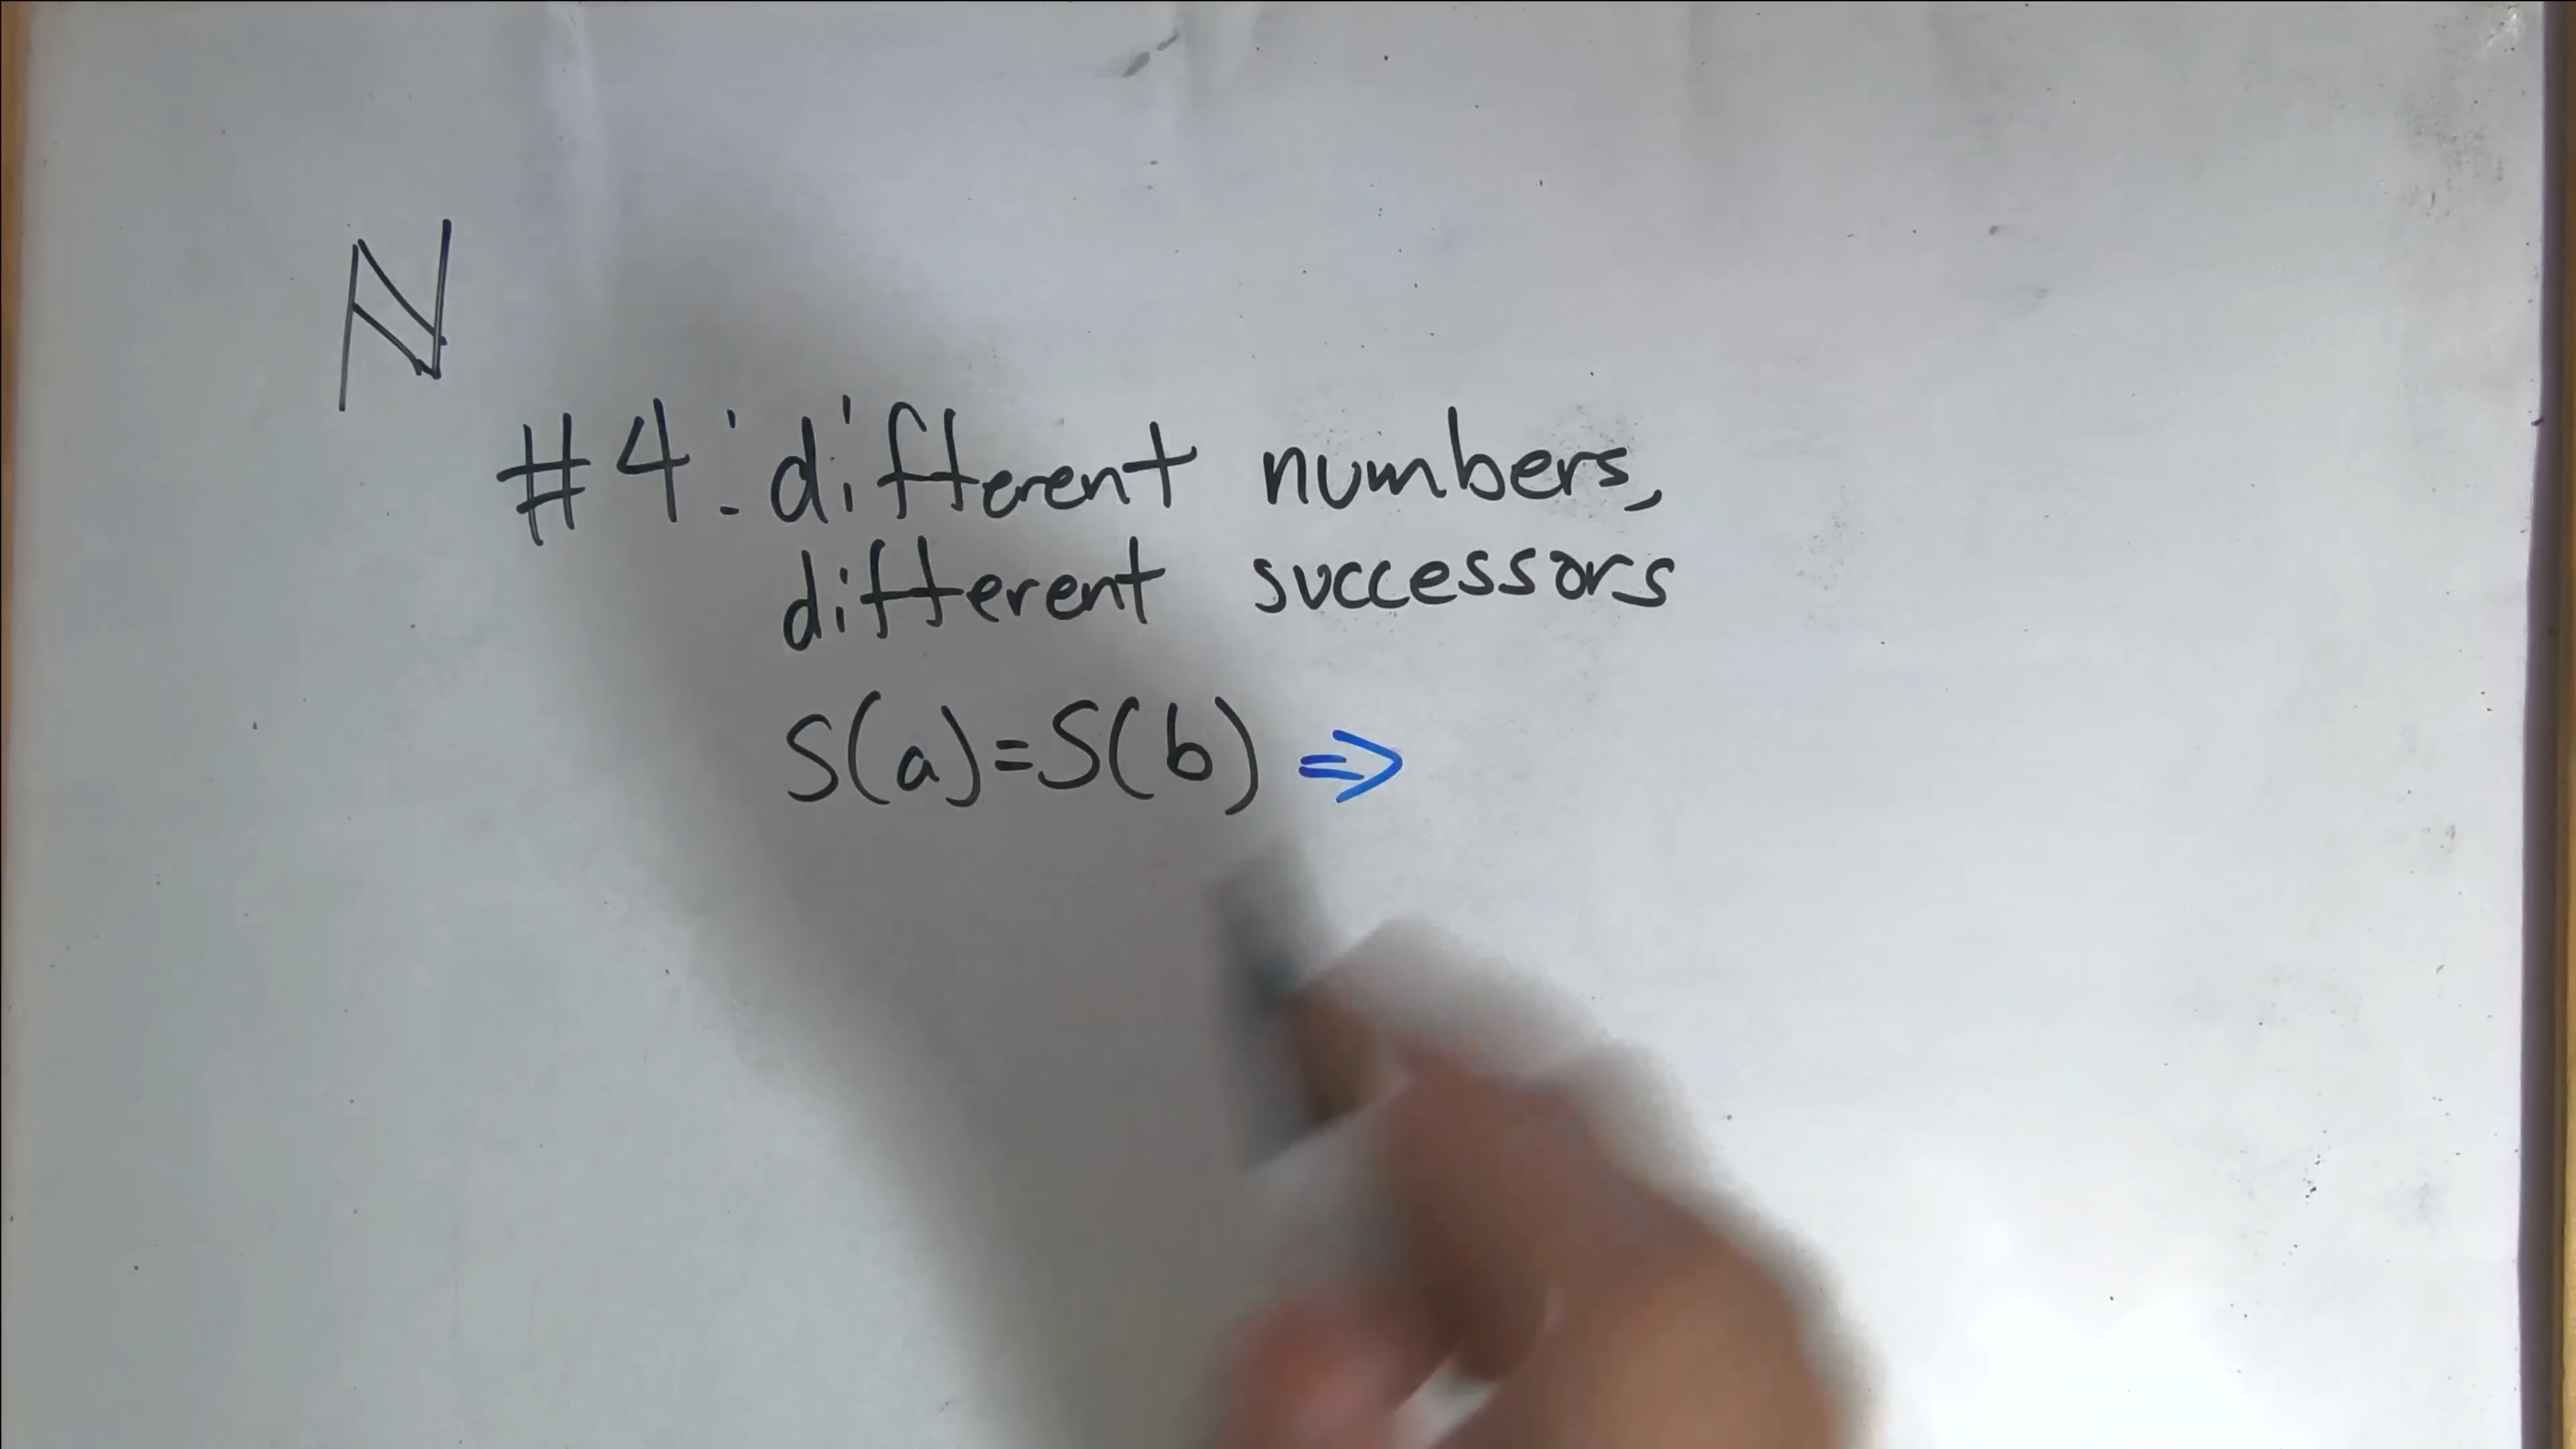 ℕ
#4: different numbers,
different successors
S(a)=S(b) ⇒